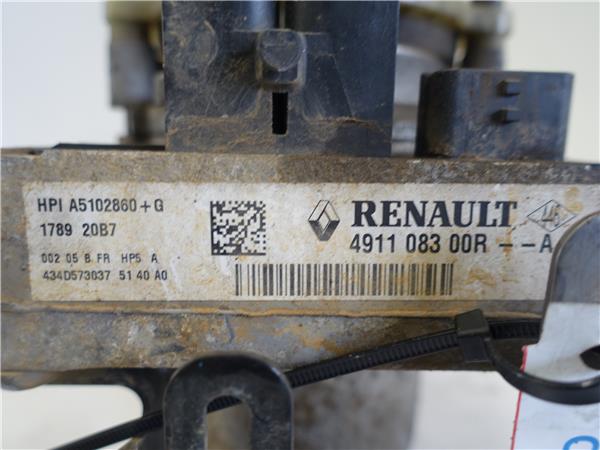 HPI A5102860+G
1789 20B7
002 05 B FR HP5 A
434D573037 51 40 A0
RENAULT
4911 083 00R --A